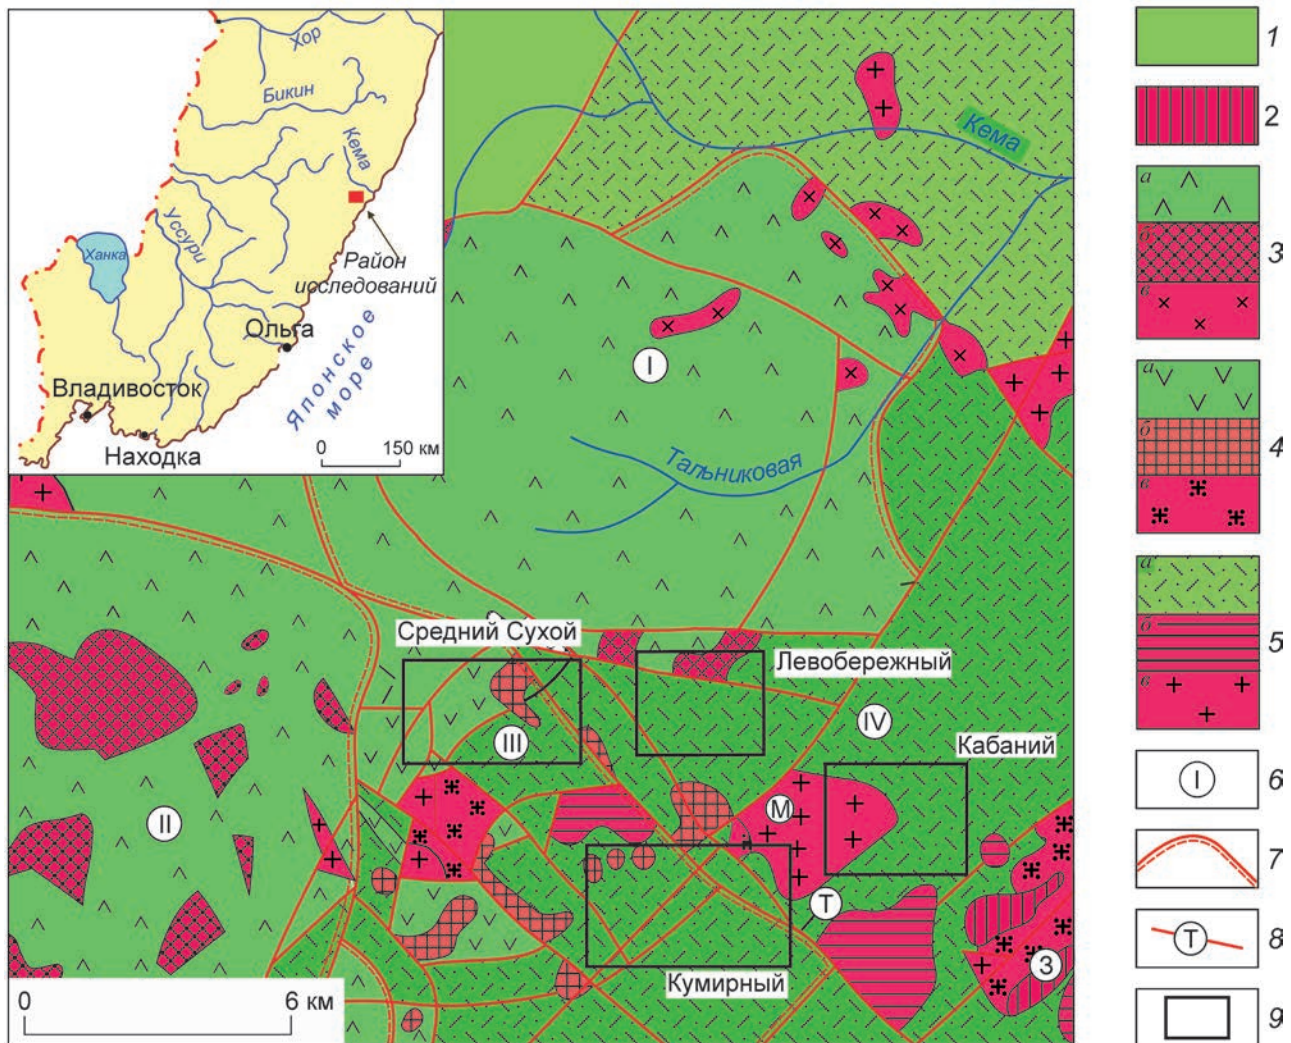 Хор
Бикин
Кема
Уссури
Ханка
Район
исследований
Ольга
Владивосток
Находка
Японское
море
0 150 км
Кема
I
Тальниковая
Средний Сухой
Левобережный
III
IV
Кабаний
II
М
Т
З
Кумирный
0 6 км
1
2
а
б
в
3
а
б
в
4
а
б
в
5
I
6
7
Т
8
9